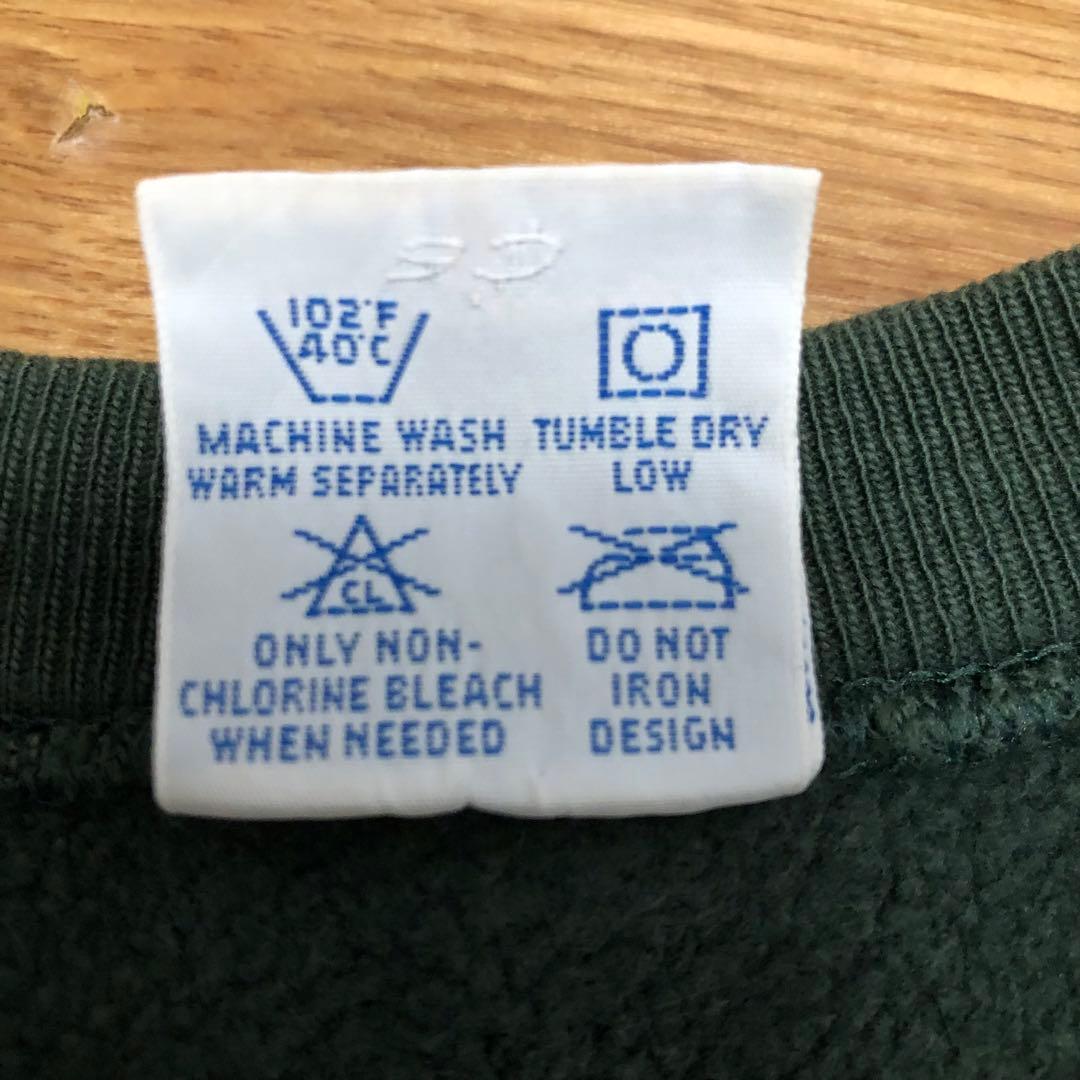 102°F
40°C
MACHINE WASH
WARM SEPARATELY
TUMBLE DRY
LOW
CL
ONLY NON-
CHLORINE BLEACH
WHEN NEEDED
DO NOT
IRON
DESIGN